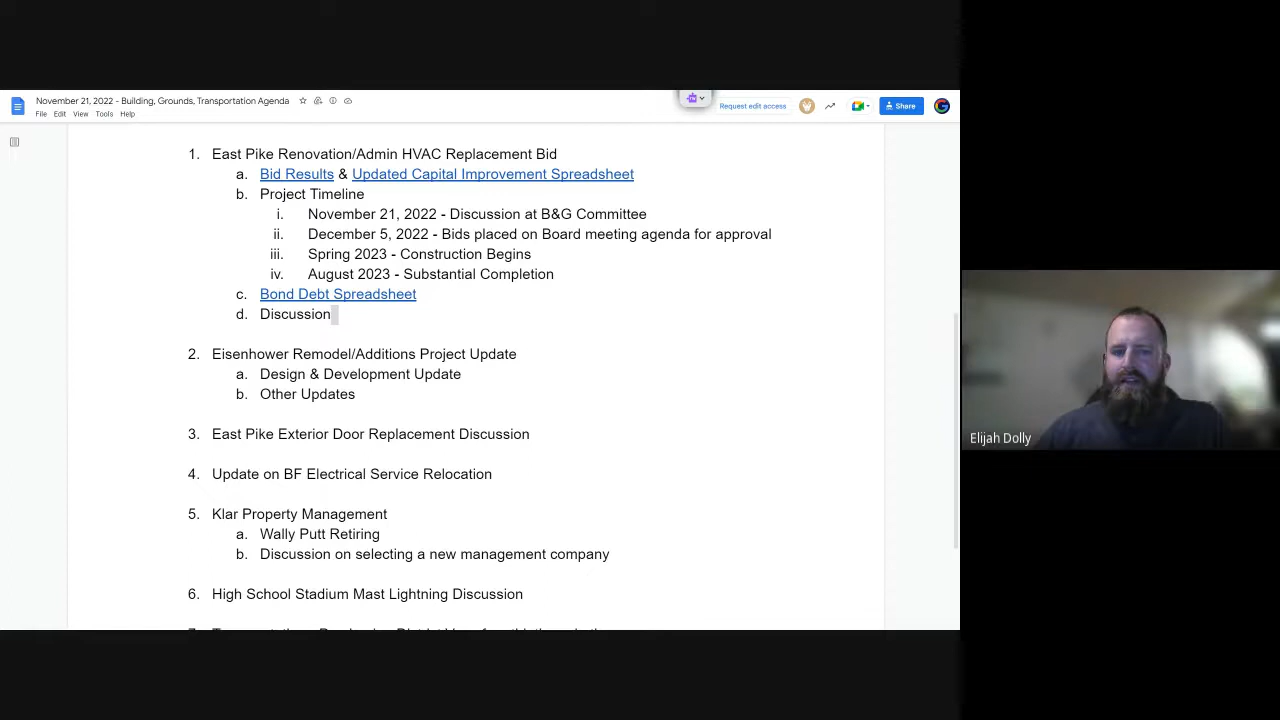 November 21, 2022 - Building, Grounds, Transportation Agenda
File Edit View Tools Help
Request edit access
Share
1. East Pike Renovation/Admin HVAC Replacement Bid
a. Bid Results & Updated Capital Improvement Spreadsheet
b. Project Timeline
i. November 21, 2022 - Discussion at B&G Committee
ii. December 5, 2022 - Bids placed on Board meeting agenda for approval
iii. Spring 2023 - Construction Begins
iv. August 2023 - Substantial Completion
c. Bond Debt Spreadsheet
d. Discussion
2. Eisenhower Remodel/Additions Project Update
a. Design & Development Update
b. Other Updates
3. East Pike Exterior Door Replacement Discussion
4. Update on BF Electrical Service Relocation
5. Klar Property Management
a. Wally Putt Retiring
b. Discussion on selecting a new management company
6. High School Stadium Mast Lightning Discussion
Elijah Dolly